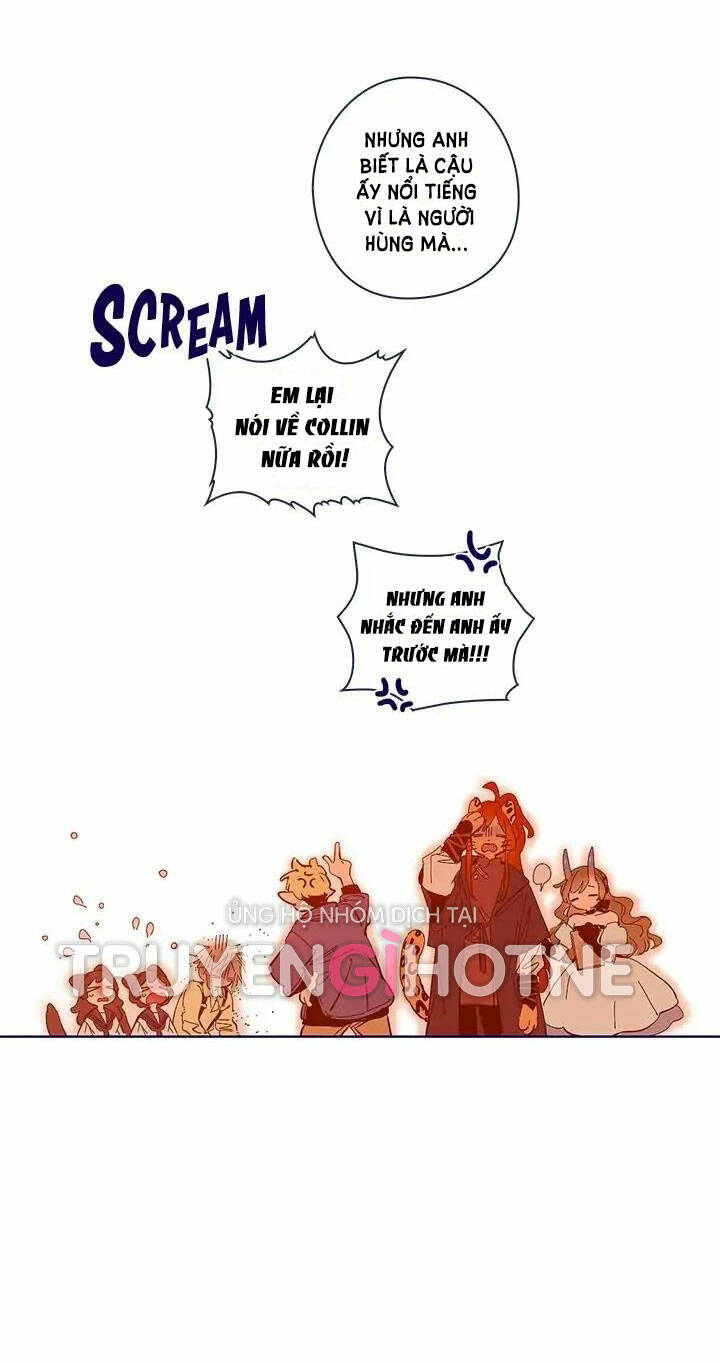 NHƯNG ANH
BIẾT LÀ CẬU
ẤY NỔI TIẾNG
VÌ LÀ NGƯỜI
HÙNG MÀ...
SCREAM
EM LẠI
NÓI VỀ COLLIN
NỮA RỒI!
NHƯNG ANH
NHẮC ĐẾN ANH ẤY
TRƯỚC MÀ!!!
ỦNG HỘ NHÓM DỊCH TẠI
TRUYENGIHOTNE